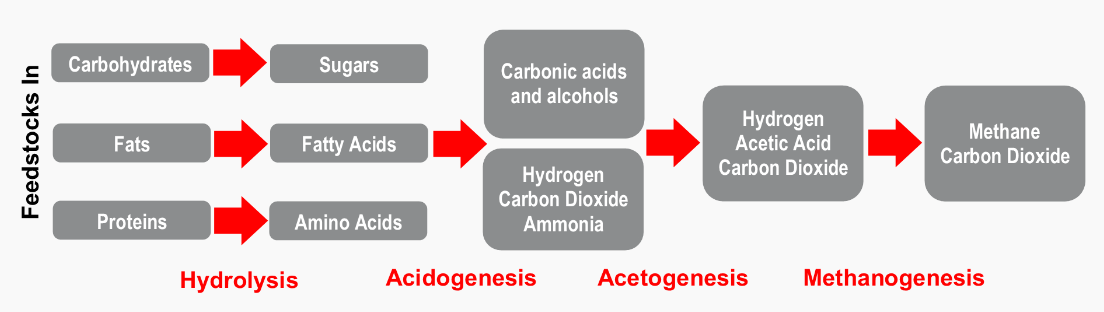 Feedstocks In
Carbohydrates
Sugars
Fats
Fatty Acids
Proteins
Amino Acids
Carbonic acids
and alcohols
Hydrogen
Carbon Dioxide
Ammonia
Hydrogen
Acetic Acid
Carbon Dioxide
Methane
Carbon Dioxide
Hydrolysis
Acidogenesis
Acetogenesis
Methanogenesis